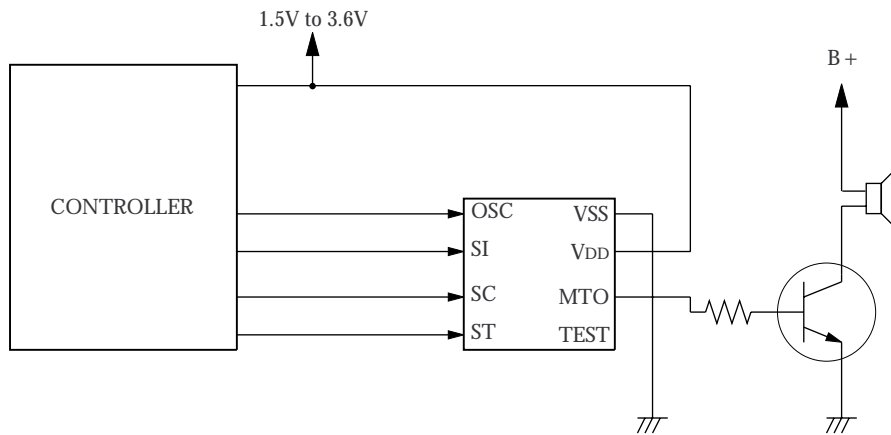 1.5V to 3.6V
B +
CONTROLLER
OSC VSS
SI VDD
SC MTO
ST TEST